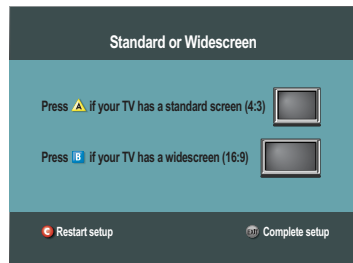 Standard or Widescreen
Press A if your TV has a standard screen (4:3)
Press B if your TV has a widescreen (16:9)
C Restart setup
EXIT Complete setup